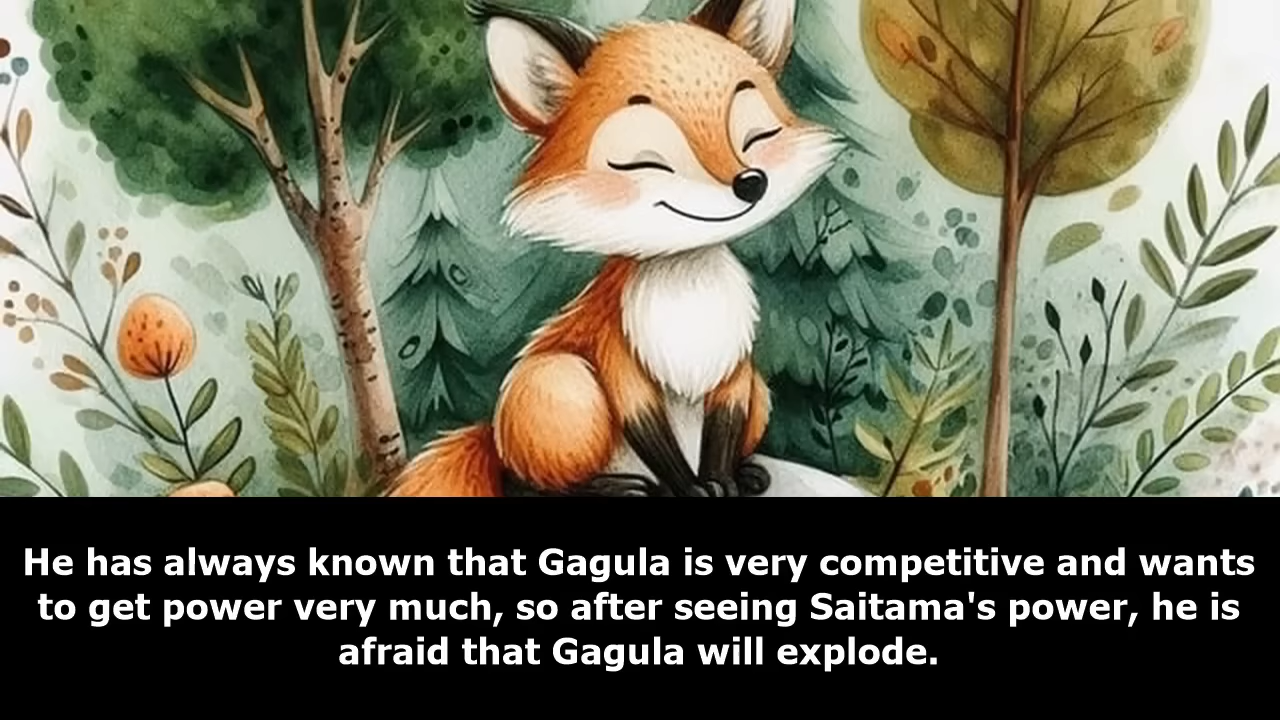 He has always known that Gagula is very competitive and wants
to get power very much, so after seeing Saitama's power, he is
afraid that Gagula will explode.